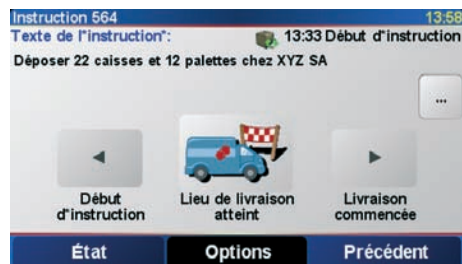 Instruction 564 13:58
Texte de l'instruction": 13:33 Début d'instruction
Déposer 22 caisses et 12 palettes chez XYZ SA
...
Début d'instruction
Lieu de livraison atteint
Livraison commencée
État Options Précédent